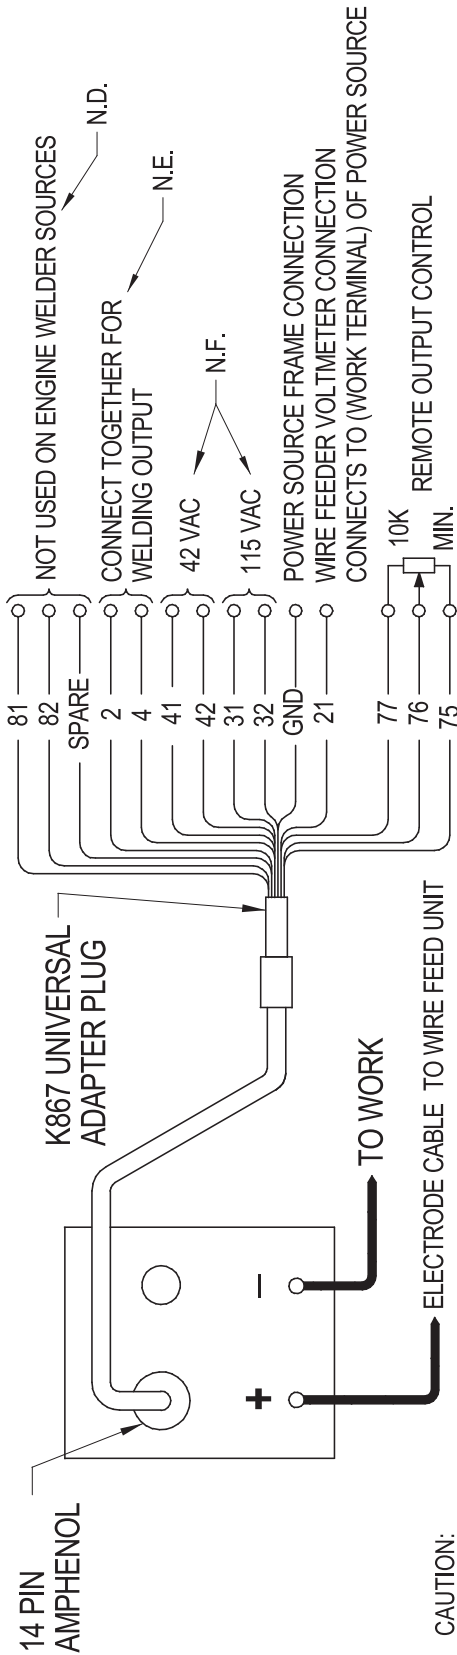 14 PIN
AMPHENOL
K867 UNIVERSAL
ADAPTER PLUG
81
82
SPARE
2
4
41
42
31
32
GND
21
77
76
75
NOT USED ON ENGINE WELDER SOURCES
N.D.
CONNECT TOGETHER FOR
WELDING OUTPUT
N.E.
42 VAC
115 VAC
N.F.
POWER SOURCE FRAME CONNECTION
WIRE FEEDER VOLTMETER CONNECTION
CONNECTS TO (WORK TERMINAL) OF POWER SOURCE
10K
REMOTE OUTPUT CONTROL
MIN.
+
–
TO WORK
ELECTRODE CABLE TO WIRE FEED UNIT
CAUTION: